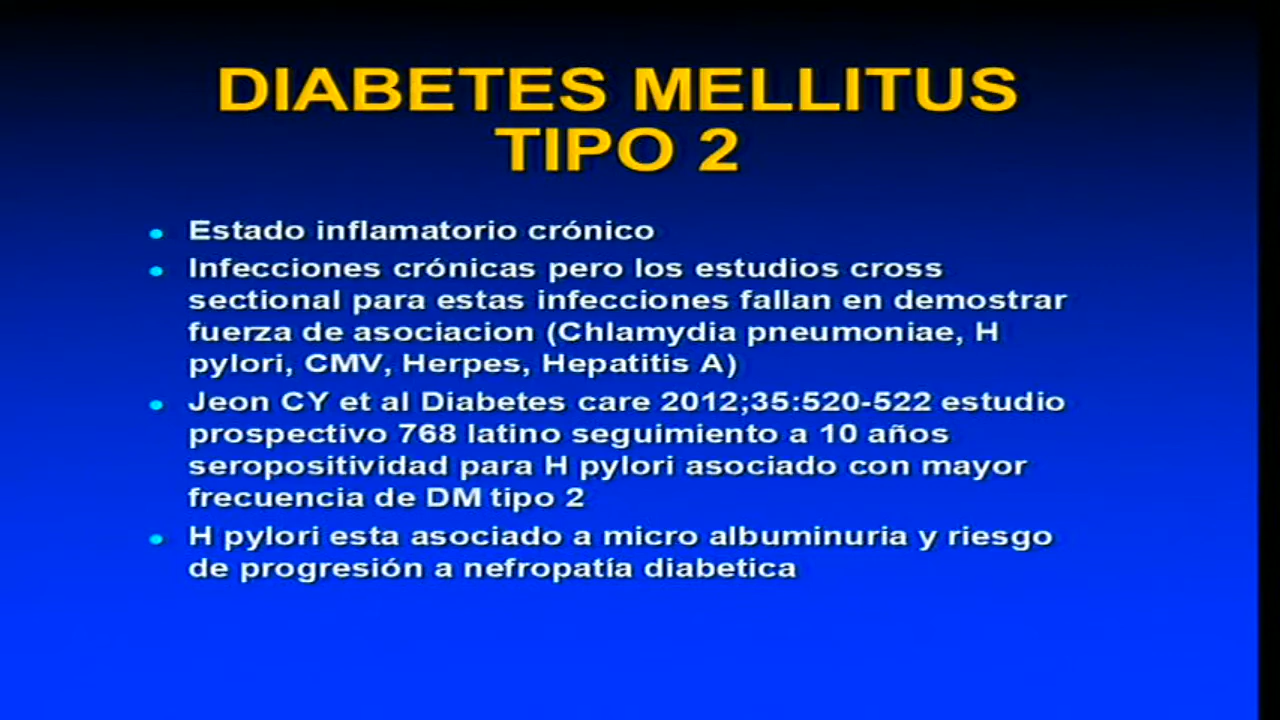 DIABETES MELLITUS
TIPO 2
Estado inflamatorio crónico
Infecciones crónicas pero los estudios cross
sectional para estas infecciones fallan en demostrar
fuerza de asociacion (Chlamydia pneumoniae, H
pylori, CMV, Herpes, Hepatitis A)
Jeon CY et al Diabetes care 2012;35:520-522 estudio
prospectivo 768 latino seguimiento a 10 años
seropositividad para H pylori asociado con mayor
frecuencia de DM tipo 2
H pylori esta asociado a micro albuminuria y riesgo
de progresión a nefropatía diabetica